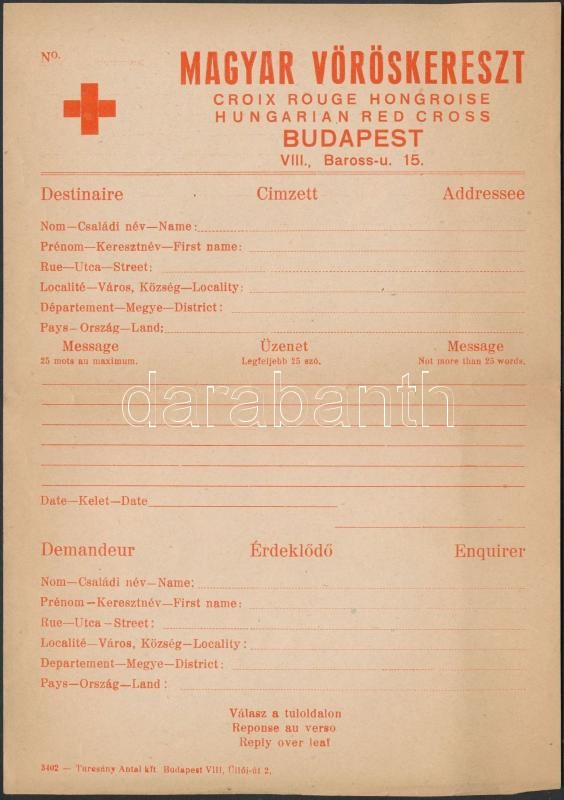 No.
MAGYAR VÖRÖSKERESZT
CROIX ROUGE HONGROISE
HUNGARIAN RED CROSS
BUDAPEST
VIII., Baross-u. 15.
Destinaire Cimzett Addressee
Nom—Családi név—Name:
Prénom—Keresztnév—First name:
Rue—Utca—Street:
Localité—Város, Község—Locality:
Département—Megye—District:
Pays—Ország—Land:
Message Üzenet Message
25 mots au maximum. Legfeljebb 25 szó. Not more than 25 words.
darabanth
Date—Kelet—Date
Demandeur Érdeklődő Enquirer
Nom—Családi név—Name:
Prénom—Keresztnév—First name:
Rue—Utca—Street:
Localité—Város, Község—Locality:
Departement—Megye—District:
Pays—Ország—Land:
Válasz a tuloldalon
Reponse au verso
Reply over leaf
3402 — Turcsány Antal kft. Budapest VIII, Üllői-út 2.